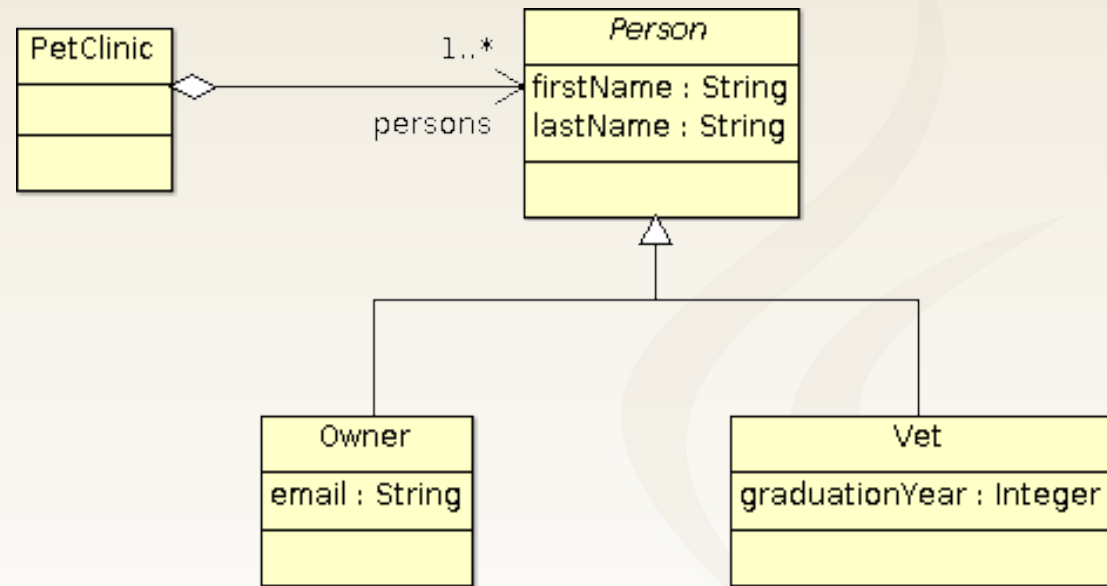 PetClinic
1..*
persons
Person
firstName : String
lastName : String
Owner
email : String
Vet
graduationYear : Integer